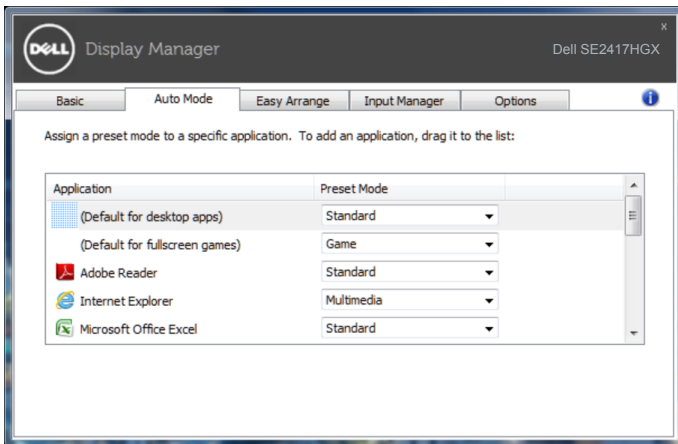 x
DELL Display Manager Dell SE2417HGX
Basic Auto Mode Easy Arrange Input Manager Options i
Assign a preset mode to a specific application. To add an application, drag it to the list:
Application Preset Mode
(Default for desktop apps) Standard
(Default for fullscreen games) Game
Adobe Reader Standard
Internet Explorer Multimedia
Microsoft Office Excel Standard